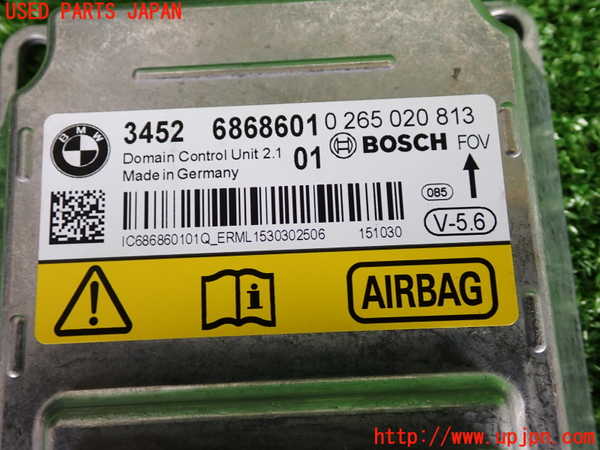 USED PARTS JAPAN
BMW
3452 6868601 0 265 020 813
Domain Control Unit 2.1 01 BOSCH FOV
Made in Germany
085
V-5.6
IC686860101Q_ERML1530302506 151030
AIRBAG
http://www.upjpn.com